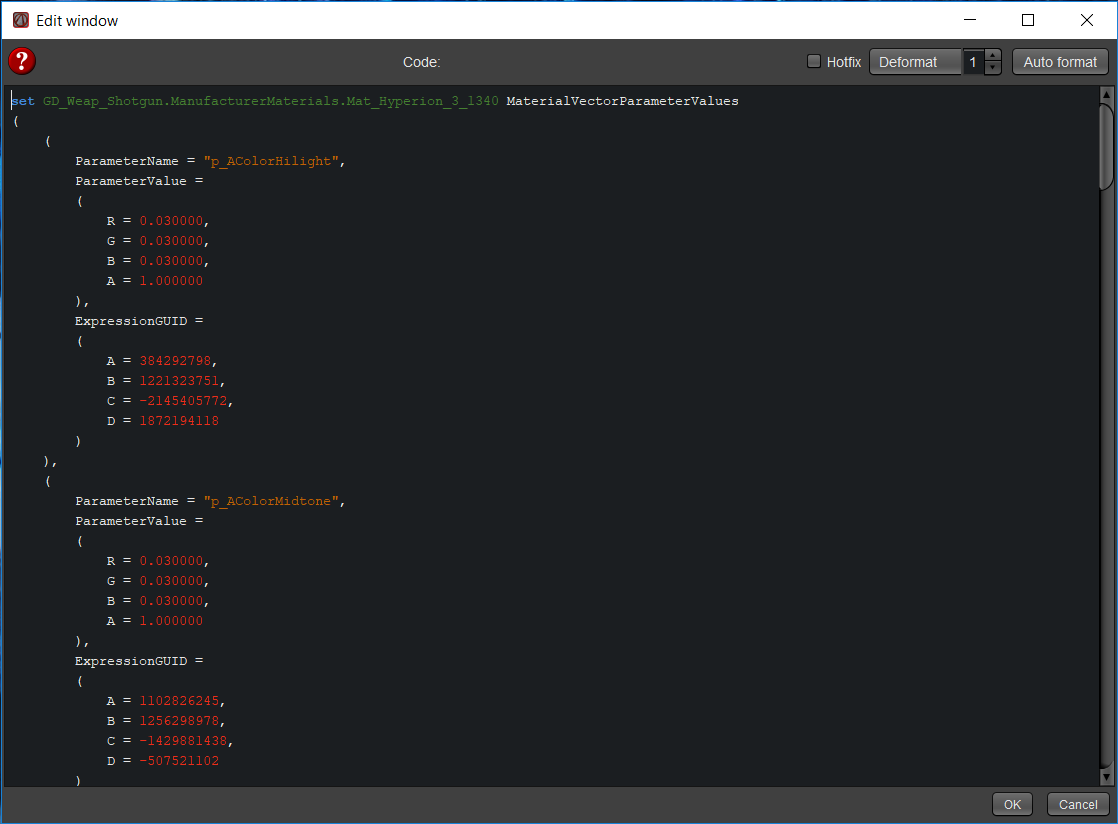 Edit window
? Code: Hotfix Deformat 1 Auto format
set GD_Weap_Shotgun.ManufacturerMaterials.Mat_Hyperion_3_1340 MaterialVectorParameterValues
(
(
ParameterName = "p_AColorHilight",
ParameterValue =
(
R = 0.030000,
G = 0.030000,
B = 0.030000,
A = 1.000000
),
ExpressionGUID =
(
A = 384292798,
B = 1221323751,
C = -2145405772,
D = 1872194118
)
),
(
ParameterName = "p_AColorMidtone",
ParameterValue =
(
R = 0.030000,
G = 0.030000,
B = 0.030000,
A = 1.000000
),
ExpressionGUID =
(
A = 1102826245,
B = 1256298978,
C = -1429881438,
D = -507521102
)
OK Cancel